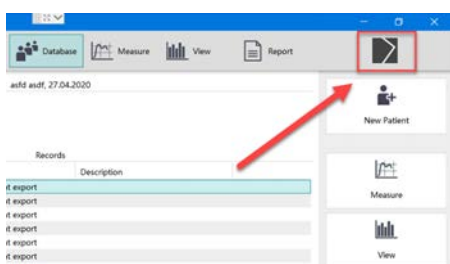 Database Measure View Report
asfd asdf, 27.04.2020
New Patient
Records
Description
t export
t export
t export
t export
t export
t export
Measure
View